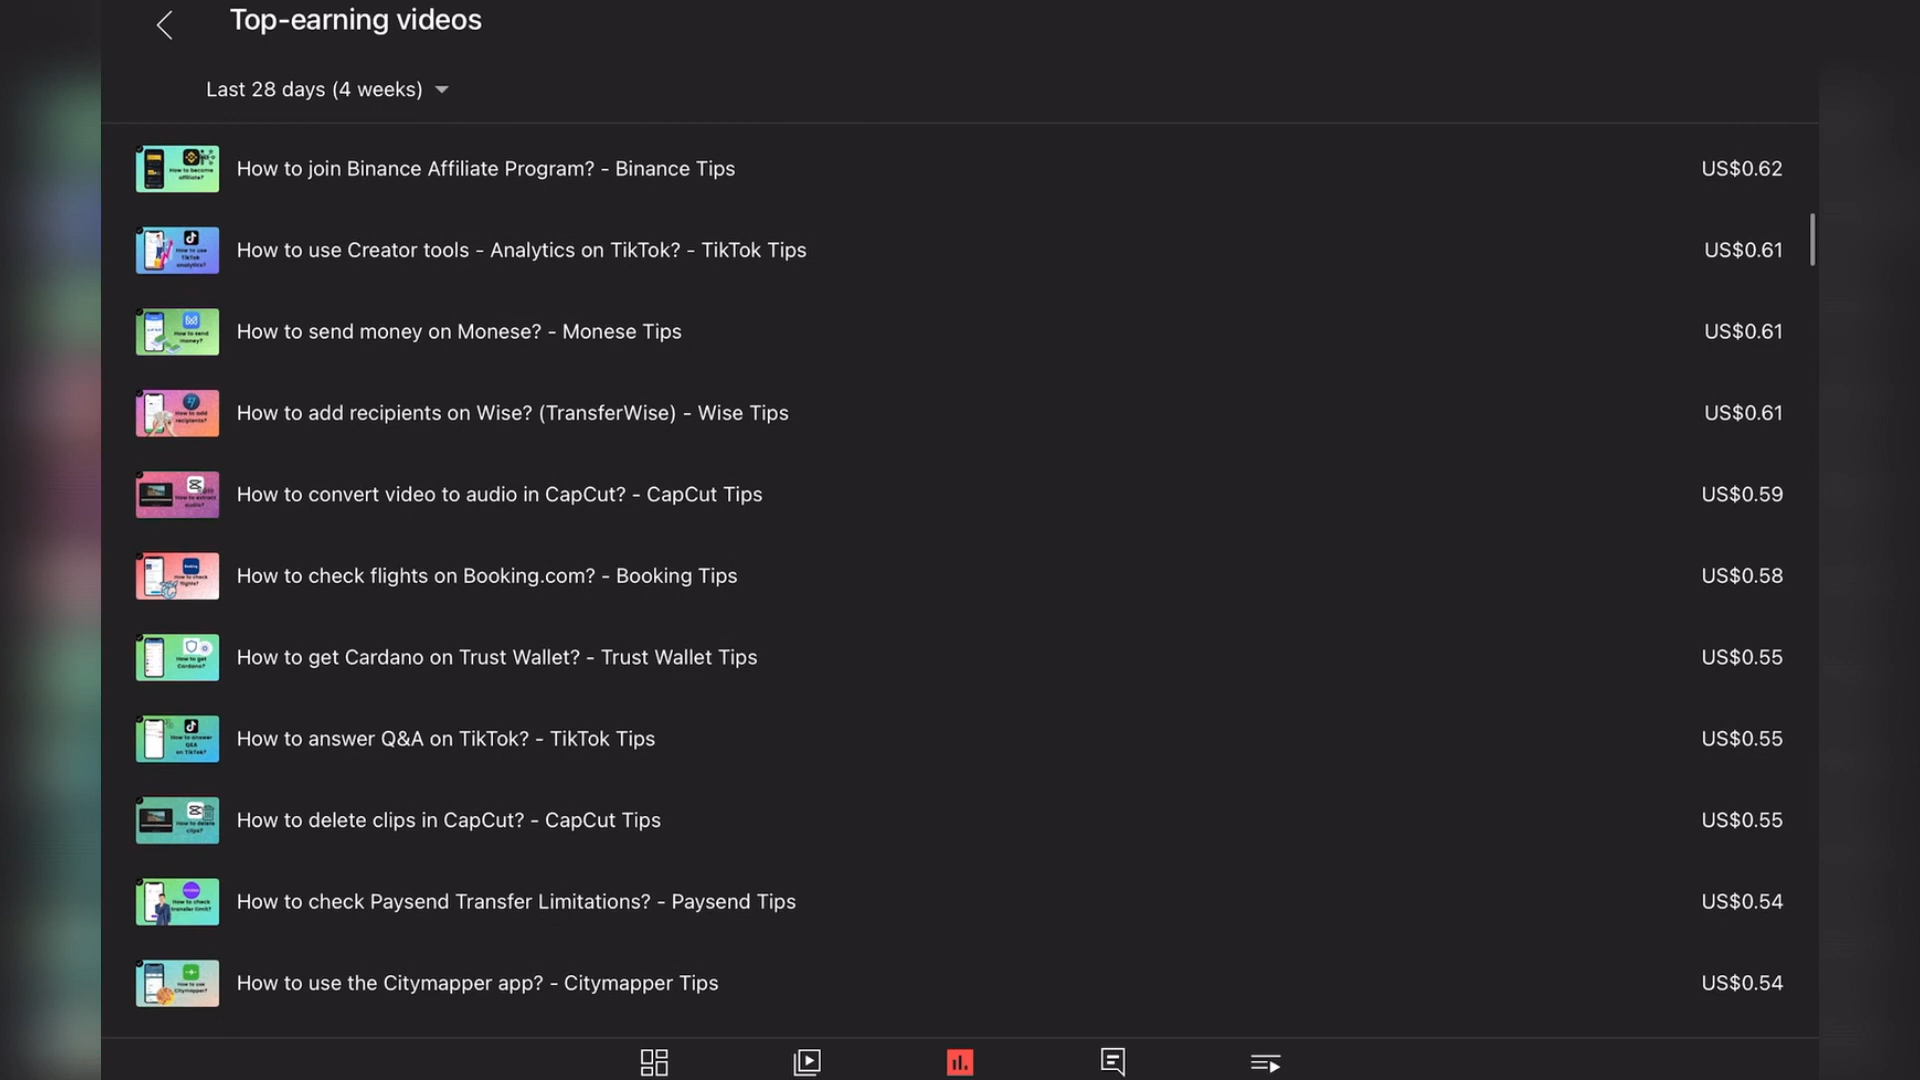 Top-earning videos
Last 28 days (4 weeks)
How to join Binance Affiliate Program? - Binance Tips US$0.62
How to use Creator tools - Analytics on TikTok? - TikTok Tips US$0.61
How to send money on Monese? - Monese Tips US$0.61
How to add recipients on Wise? (TransferWise) - Wise Tips US$0.61
How to convert video to audio in CapCut? - CapCut Tips US$0.59
How to check flights on Booking.com? - Booking Tips US$0.58
How to get Cardano on Trust Wallet? - Trust Wallet Tips US$0.55
How to answer Q&A on TikTok? - TikTok Tips US$0.55
How to delete clips in CapCut? - CapCut Tips US$0.55
How to check Paysend Transfer Limitations? - Paysend Tips US$0.54
How to use the Citymapper app? - Citymapper Tips US$0.54